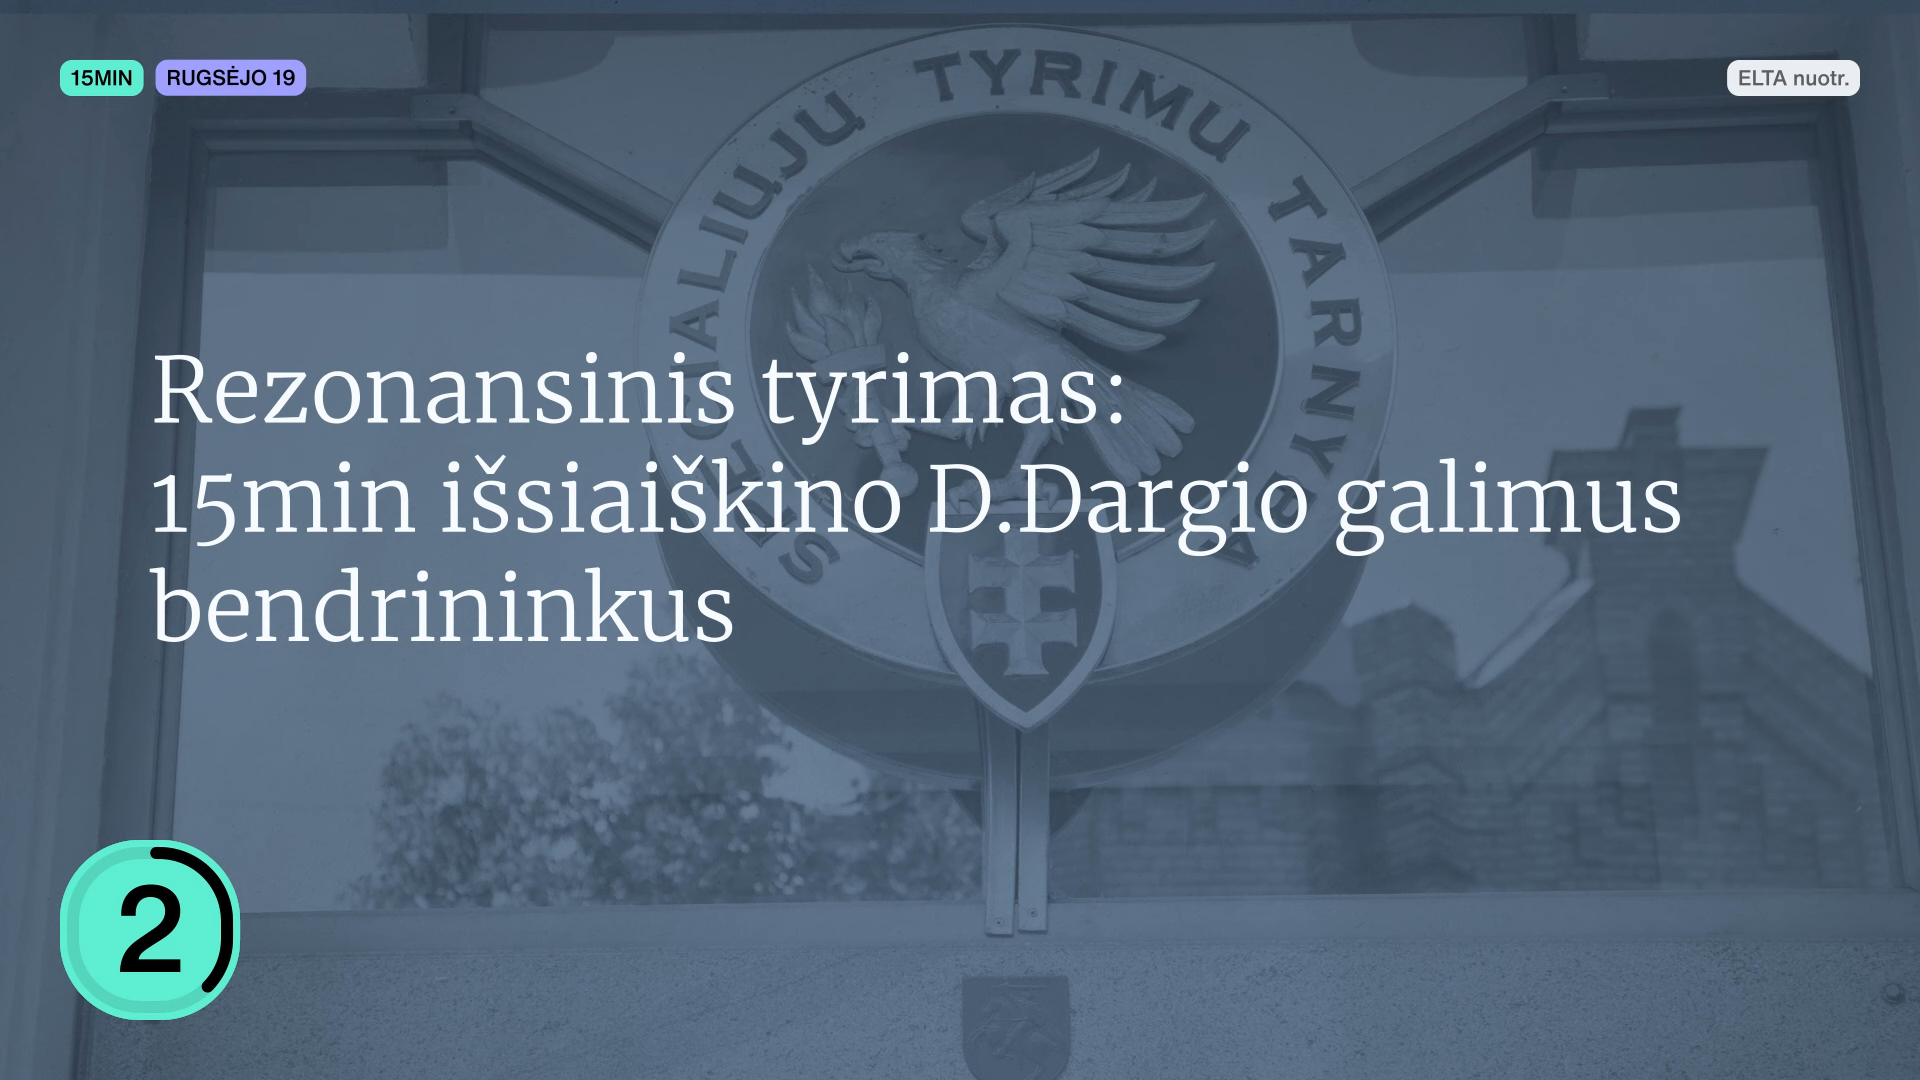 15MIN
RUGSĖJO 19
ELTA nuotr.
SPECIALIŲJŲ TYRIMŲ TARNYBA
Rezonansinis tyrimas:
15min išsiaiškino D.Dargio galimus
bendrininkus
2